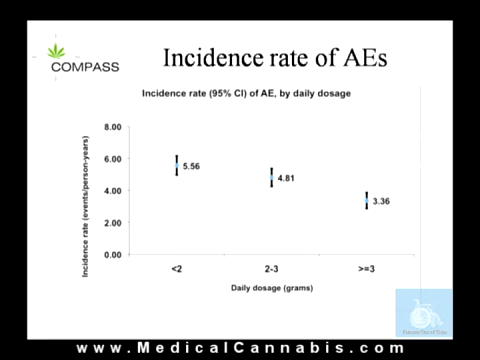 COMPASS
Incidence rate of AEs
Incidence rate (95% CI) of AE, by daily dosage
Incidence rate (events/person-years)
8.00
6.00
4.00
2.00
0.00
5.56
4.81
3.36
<2
2-3
>=3
Daily dosage (grams)
www.MedicalCannabis.com